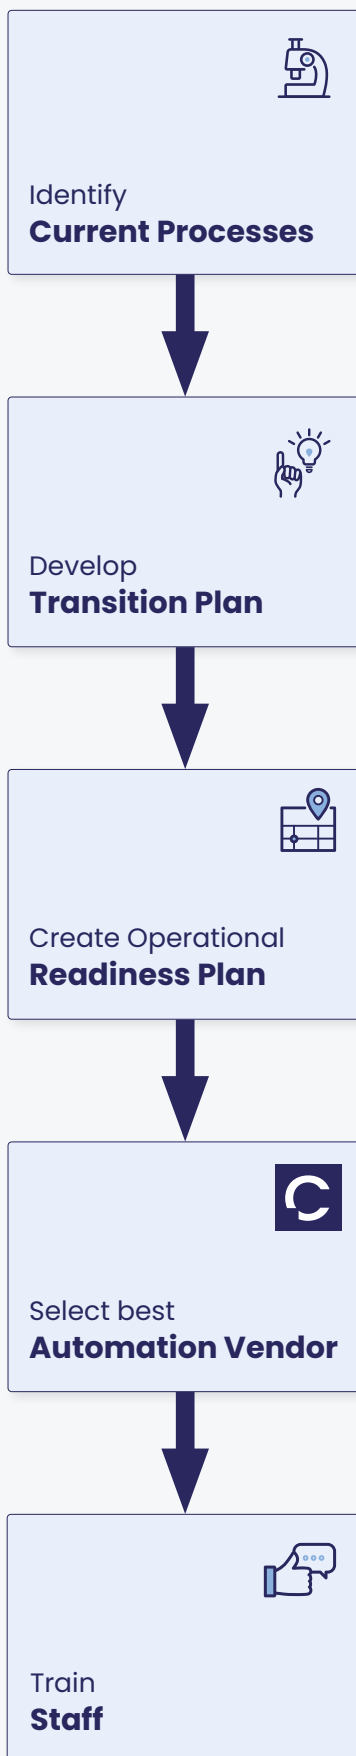 Identify
Current Processes
Develop
Transition Plan
Create Operational
Readiness Plan
Select best
Automation Vendor
Train
Staff